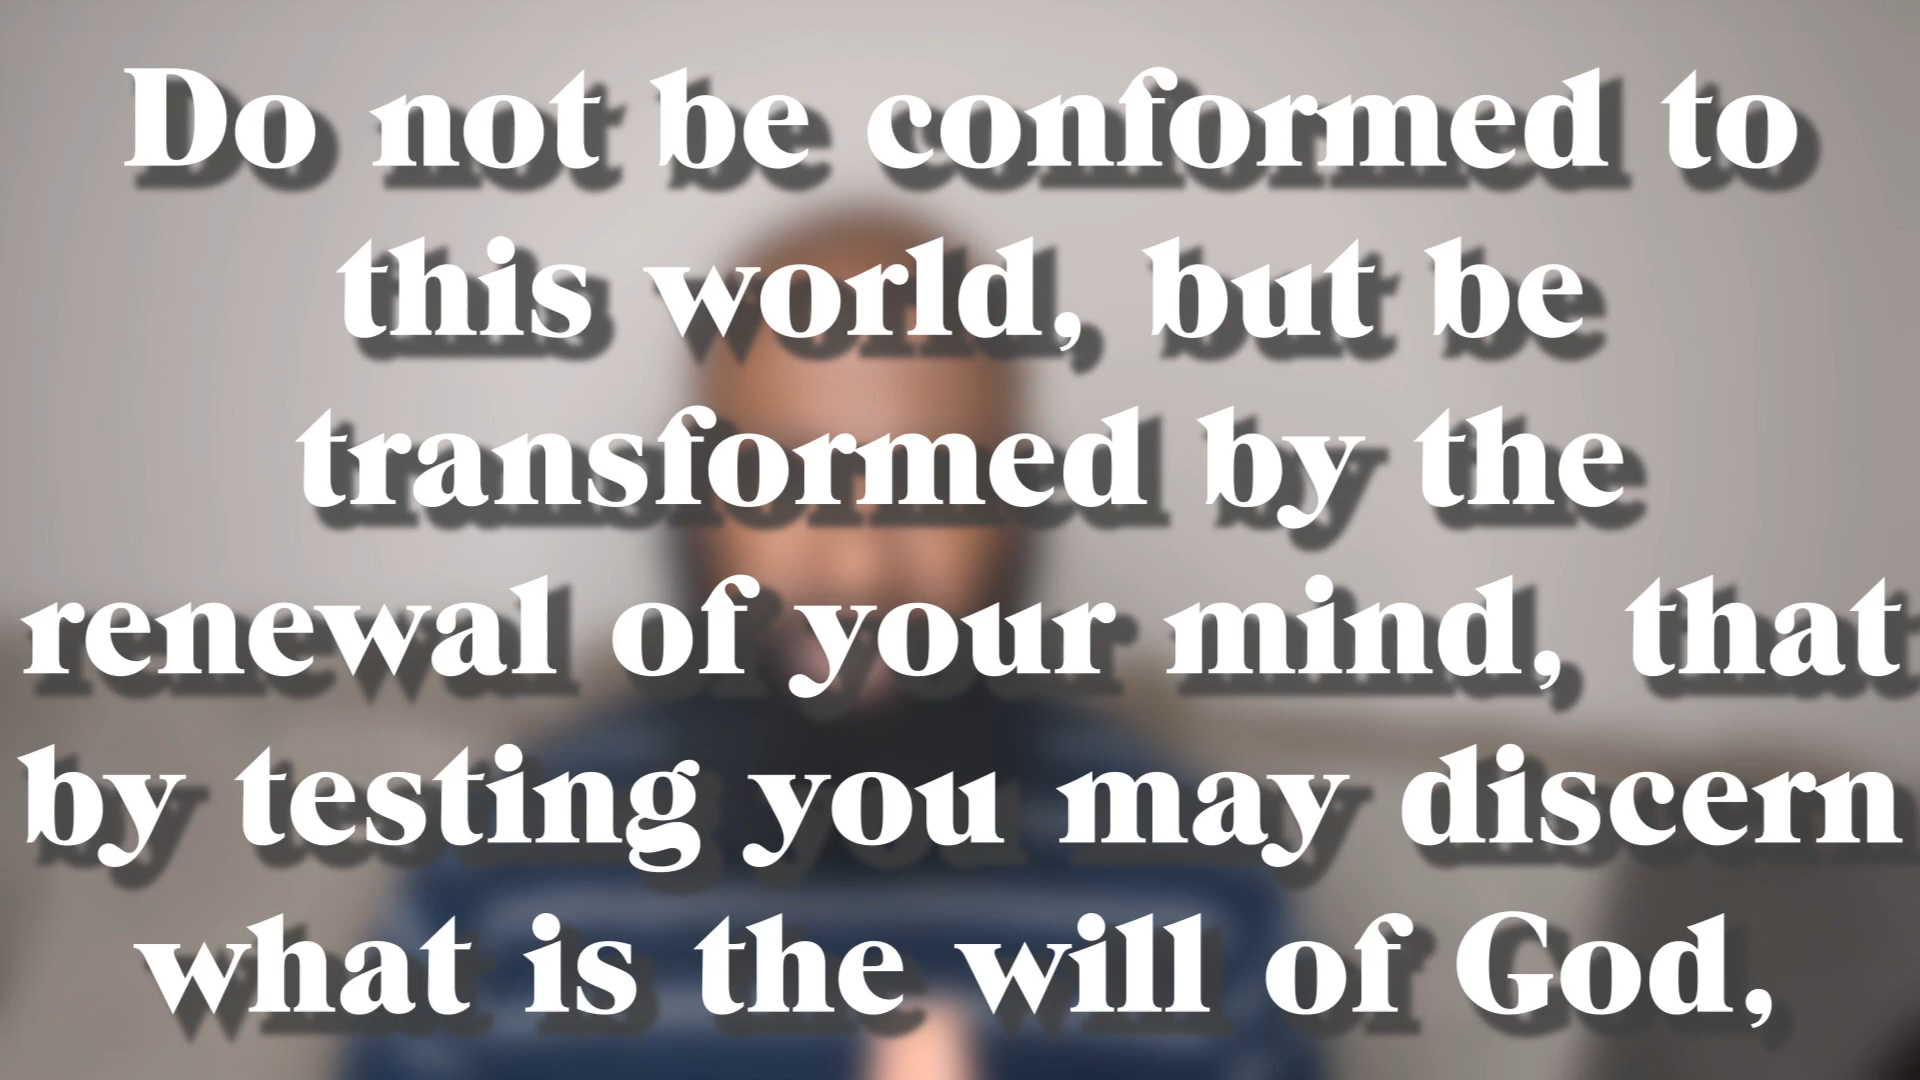 Do not be conformed to
this world, but be
transformed by the
renewal of your mind, that
by testing you may discern
what is the will of God,